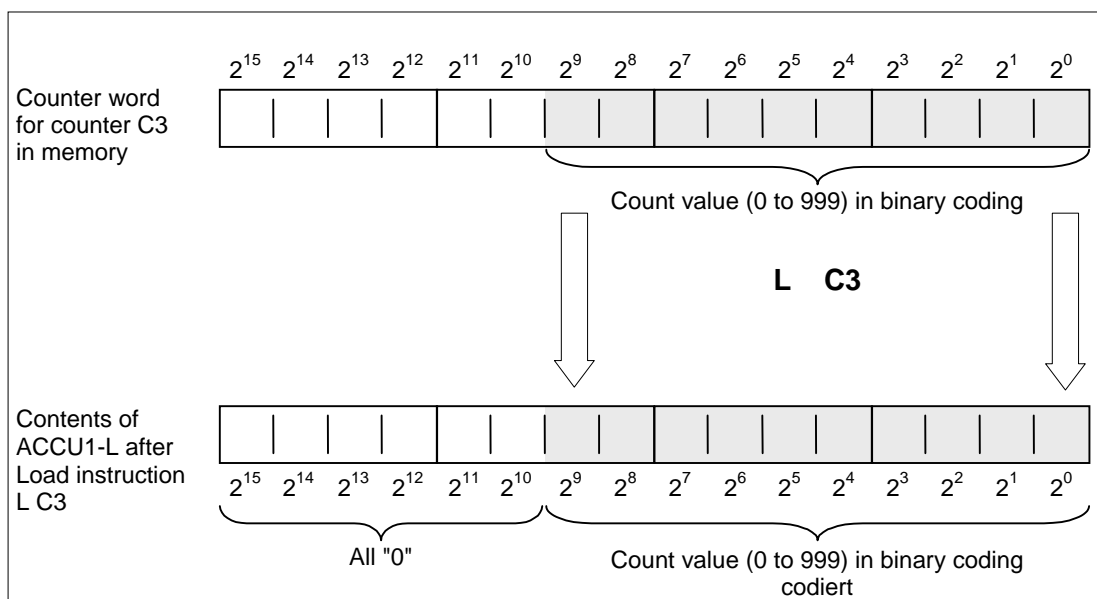 2^15 2^14 2^13 2^12 2^11 2^10 2^9 2^8 2^7 2^6 2^5 2^4 2^3 2^2 2^1 2^0
Counter word
for counter C3
in memory
Count value (0 to 999) in binary coding
L C3
Contents of
ACCU1-L after
Load instruction
L C3
2^15 2^14 2^13 2^12 2^11 2^10 2^9 2^8 2^7 2^6 2^5 2^4 2^3 2^2 2^1 2^0
All "0"
Count value (0 to 999) in binary coding
codiert